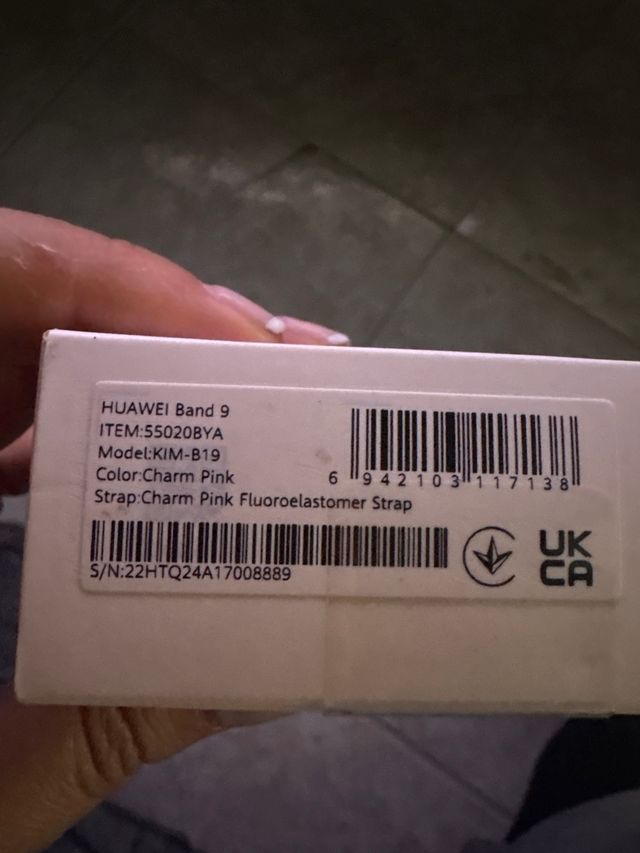 HUAWEI Band 9
ITEM:55020BYA
Model:KIM-B19
Color:Charm Pink
Strap:Charm Pink Fluoroelastomer Strap
6 942103 117138
S/N:22HTQ24A17008889
UK
CA